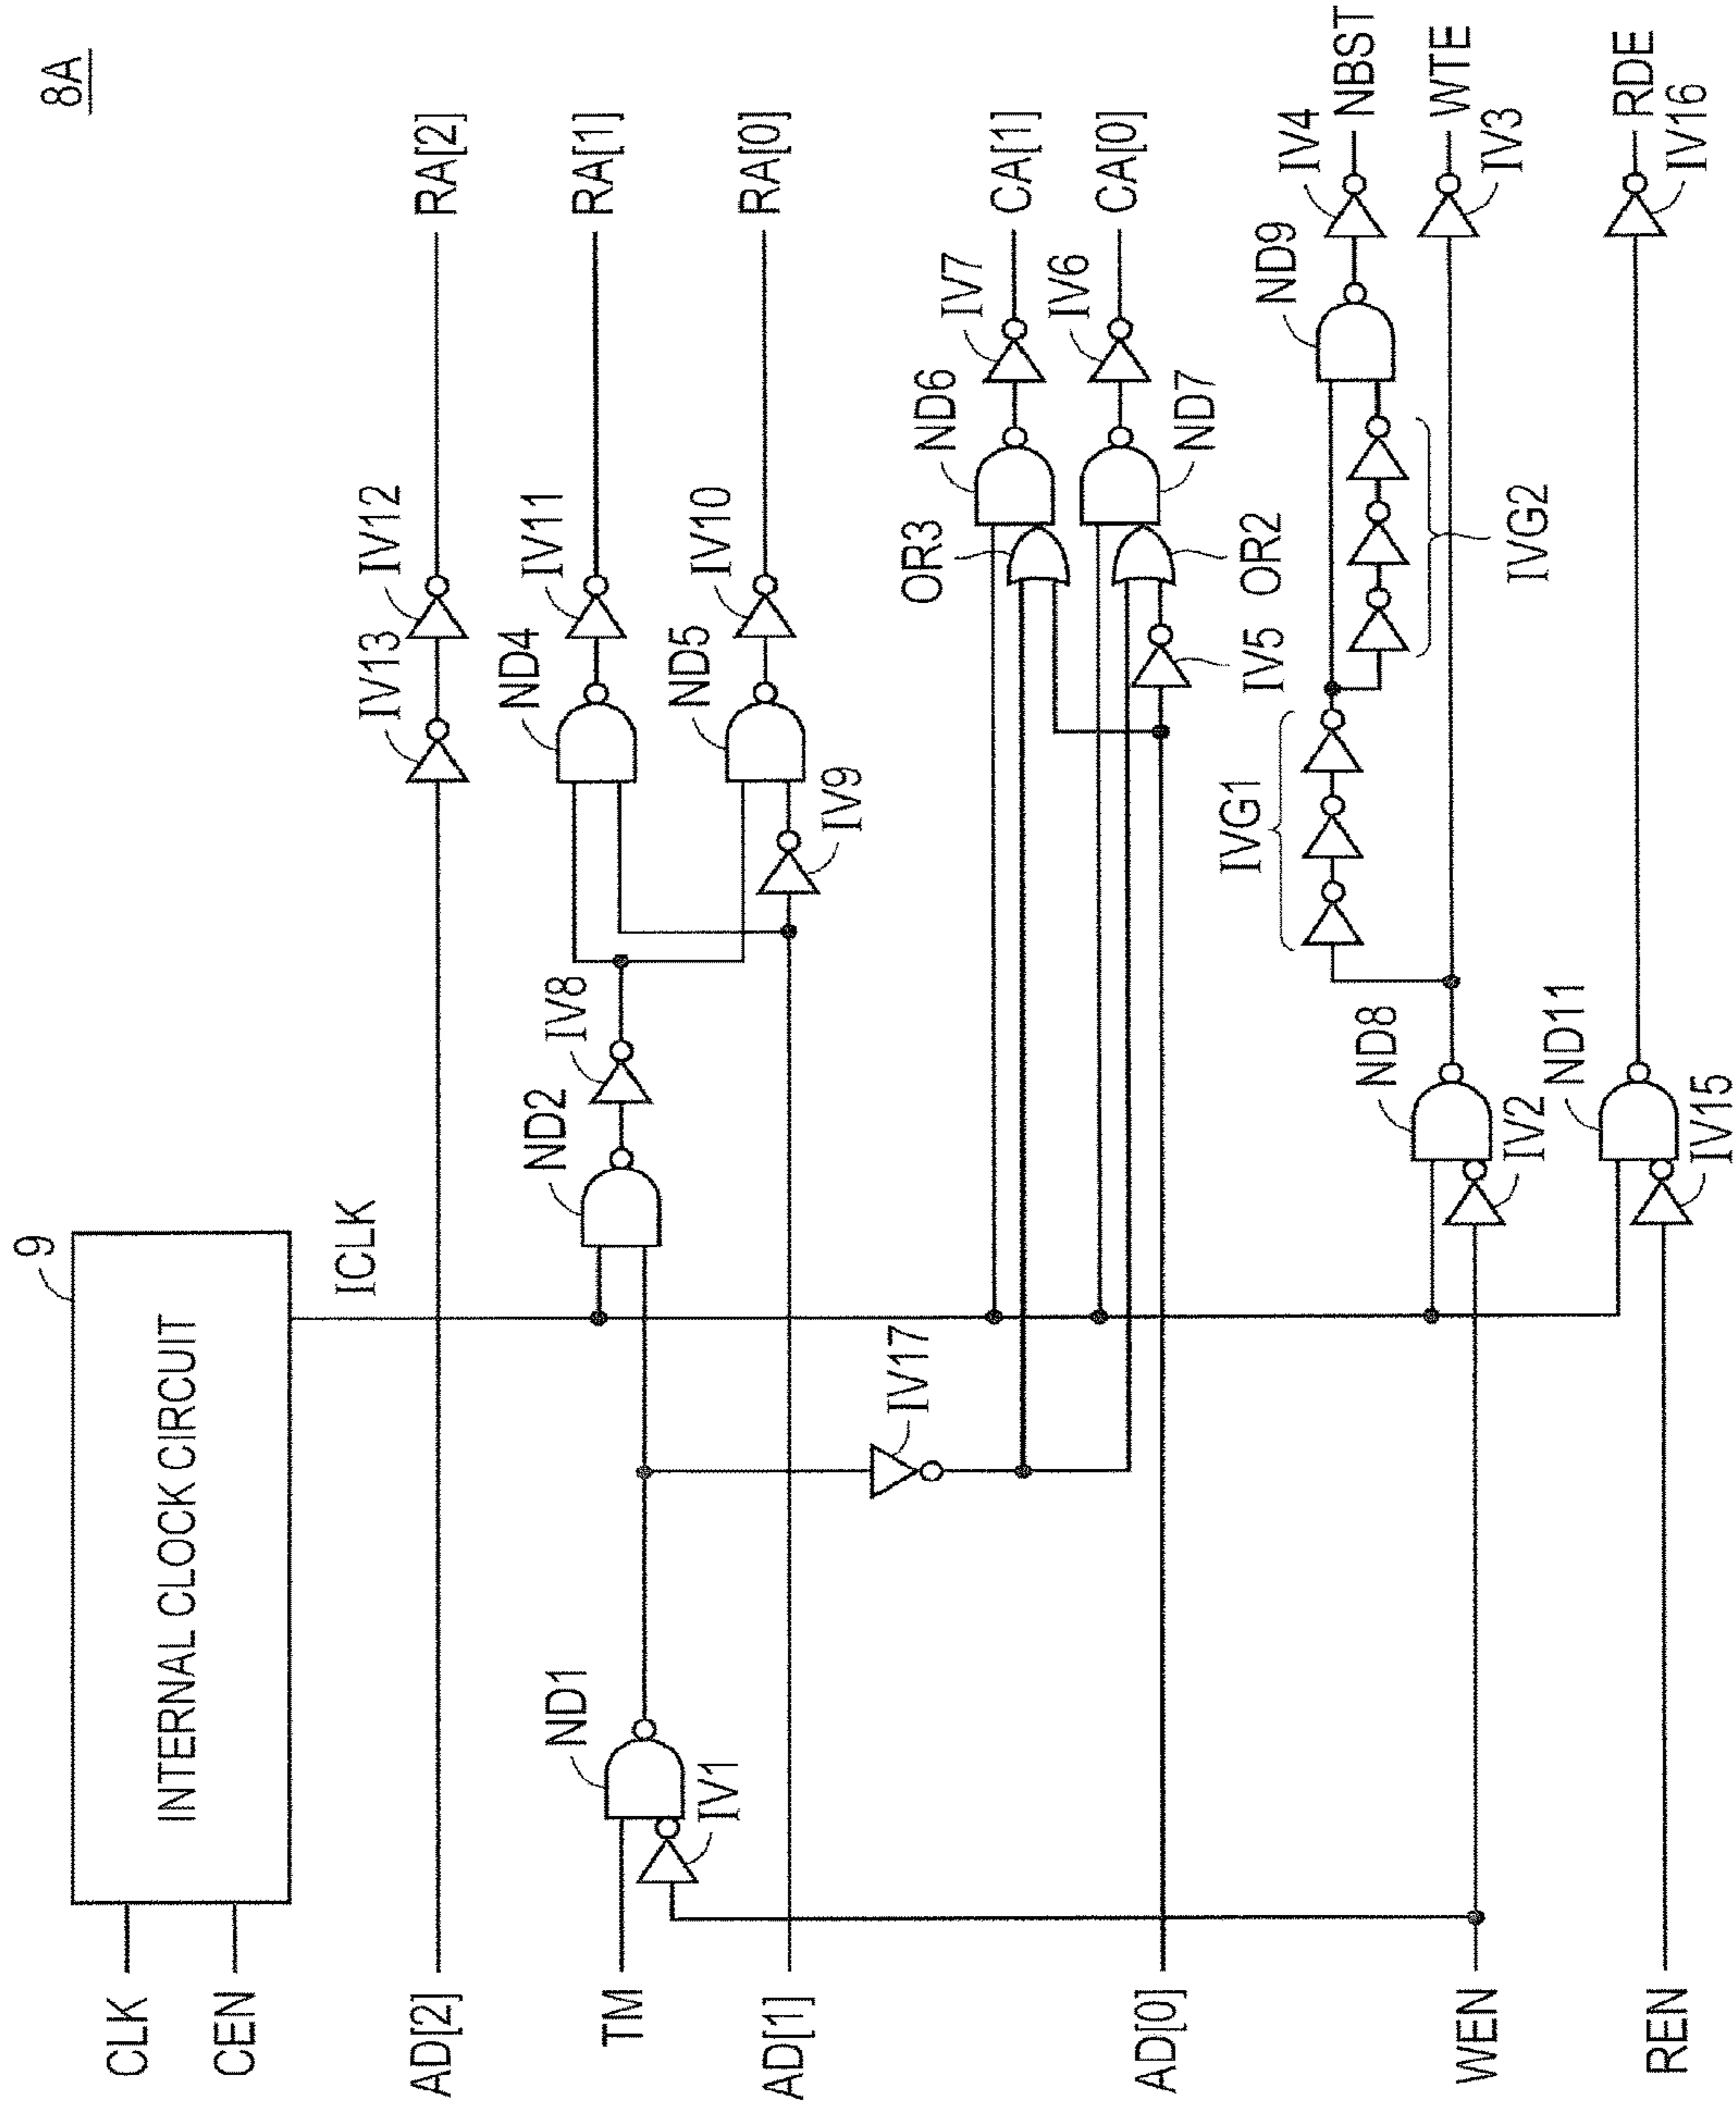 8A
9
INTERNAL CLOCK CIRCUIT
CLK
CEN
ICLK
AD[2]
IV13
IV12
RA[2]
TM
ND1
IV1
ND2
IV8
ND4
IV11
RA[1]
AD[1]
IV9
ND5
IV10
RA[0]
IV17
OR3
ND6
IV7
CA[1]
AD[0]
IV5
OR2
ND7
IV6
CA[0]
IVG1
IVG2
ND9
IV4
NBST
WEN
ND8
IV2
WTE
IV3
REN
ND11
IV15
RDE
IV16